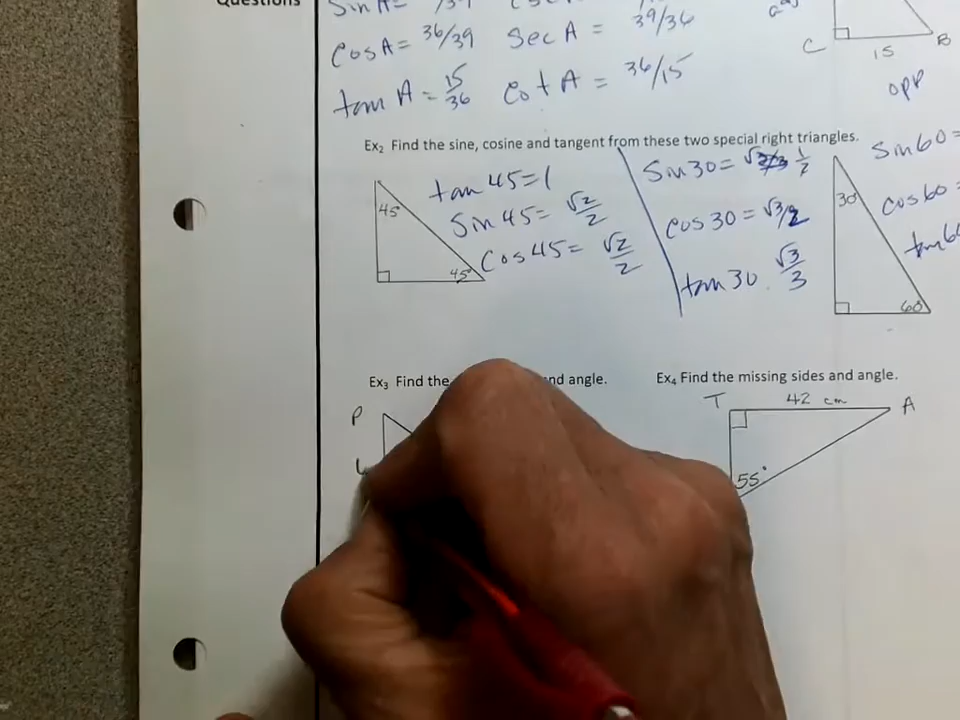 Questions
Cos A = 36/39 Sec A = 39/36
C 15 B
tan A = 15/36 Cot A = 36/15
opp
Ex2 Find the sine, cosine and tangent from these two special right triangles.
45 45°
tan 45 = 1
Sin 45 = √2/2
Cos 45 = √2/2
Sin 30 = 1/2
Cos 30 = √3/2
tan 30 √3/3
30 60
Sin 60 =
cos 60 =
Ex3 Find the nd angle.
P
Ex4 Find the missing sides and angle.
T 42 cm A
55°